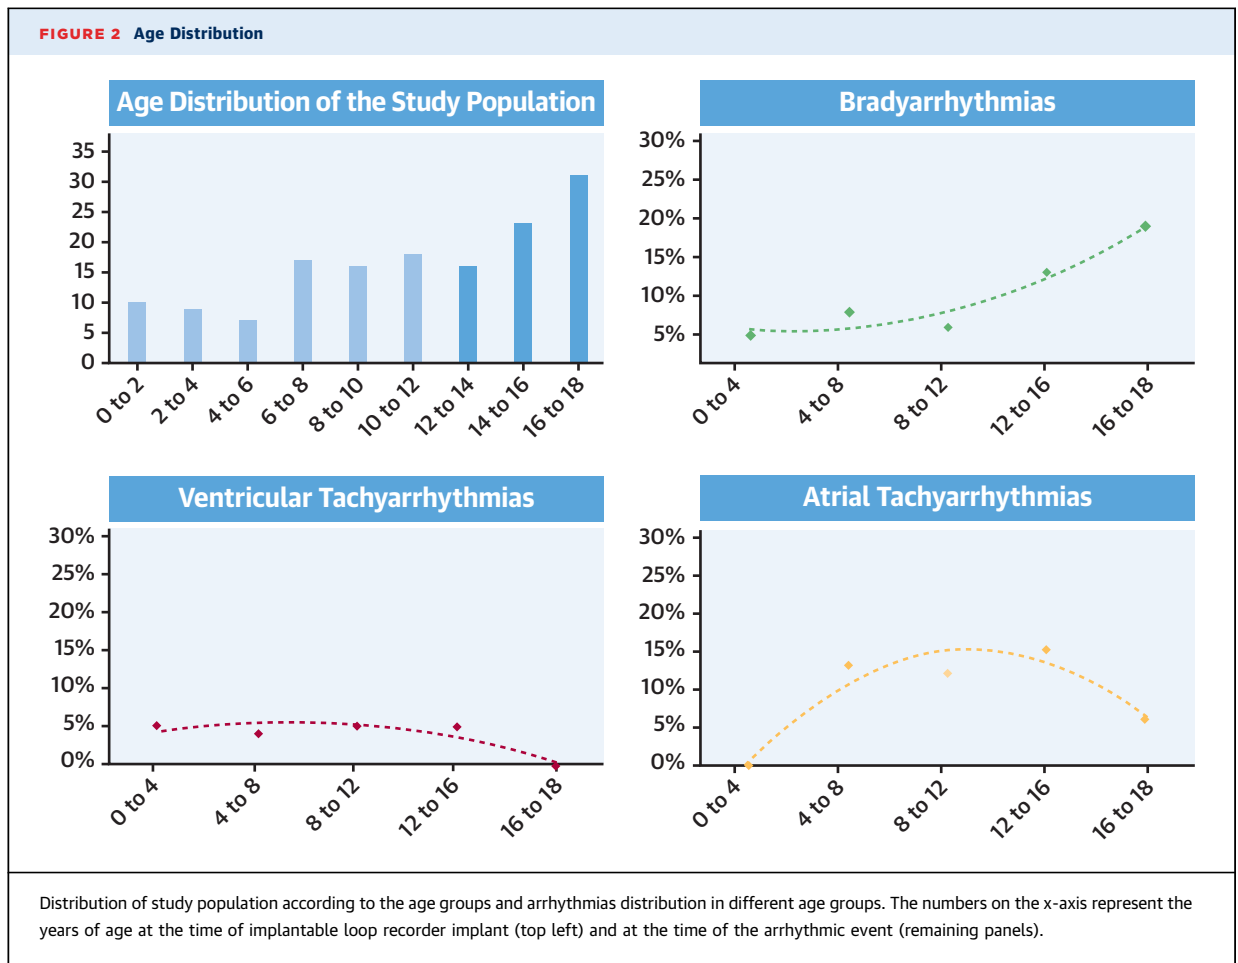 FIGURE 2 Age Distribution
Age Distribution of the Study Population
35
30
25
20
15
10
5
0
0 to 2
2 to 4
4 to 6
6 to 8
8 to 10
10 to 12
12 to 14
14 to 16
16 to 18
Bradyarrhythmias
30%
25%
20%
15%
10%
5%
0 to 4
4 to 8
8 to 12
12 to 16
16 to 18
Ventricular Tachyarrhythmias
30%
25%
20%
15%
10%
5%
0%
0 to 4
4 to 8
8 to 12
12 to 16
16 to 18
Atrial Tachyarrhythmias
30%
25%
20%
15%
10%
5%
0%
0 to 4
4 to 8
8 to 12
12 to 16
16 to 18
Distribution of study population according to the age groups and arrhythmias distribution in different age groups. The numbers on the x-axis represent the
years of age at the time of implantable loop recorder implant (top left) and at the time of the arrhythmic event (remaining panels).